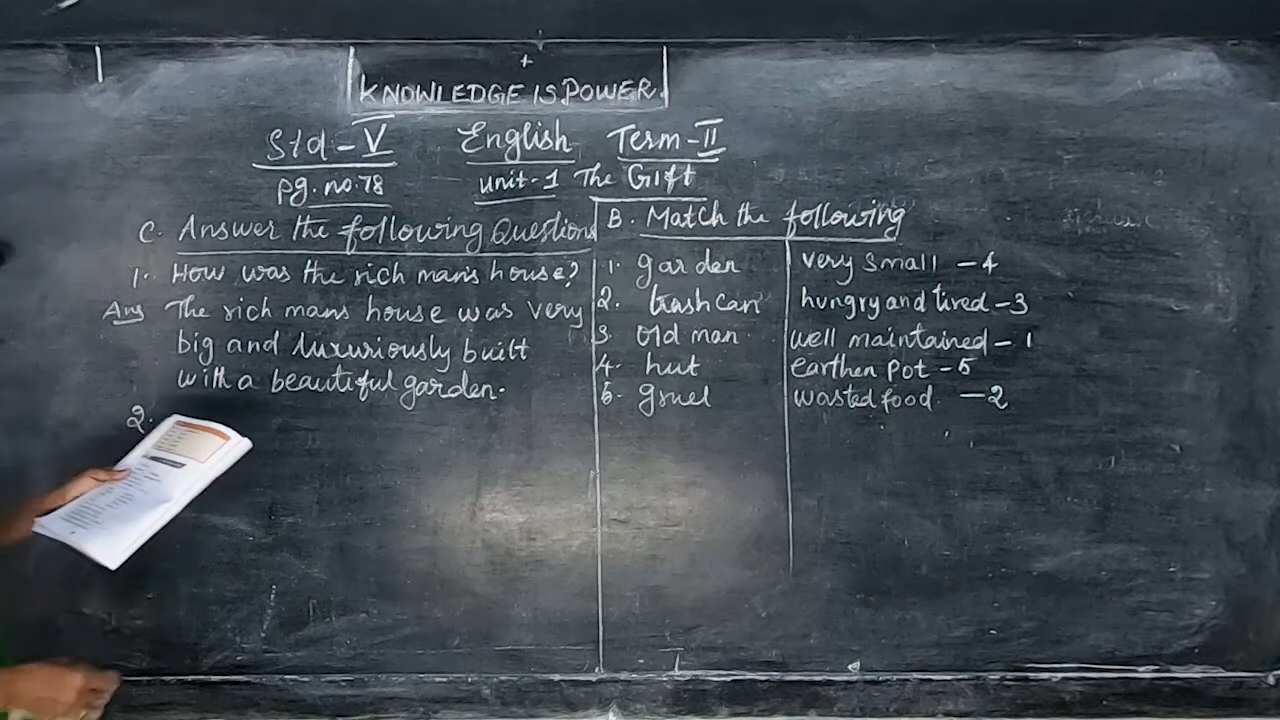 KNOWLEDGE IS POWER.
Std-V English Term-II
pg. no. 78 unit-1 The Gift
C. Answer the following Questions
1. How was the rich mans house?
Ans The rich mans house was very
big and luxuriously built
with a beautiful garden.
2.
B. Match the following
1. garden very small - 4
2. trash can hungry and tired - 3
3. old man well maintained - 1
4. hut earthen pot - 5
5. gruel wasted food. - 2